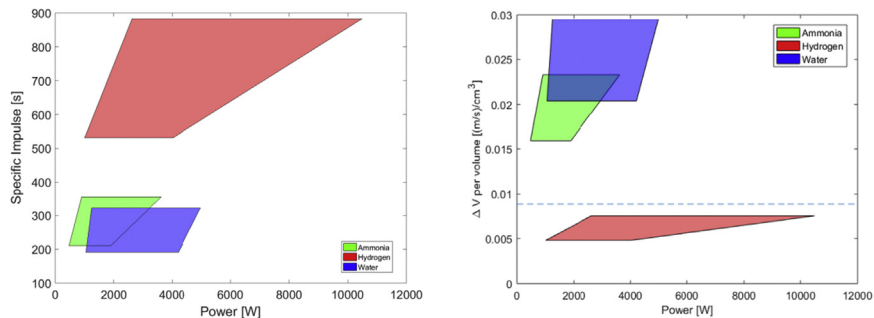 900
800
700
600
500
400
300
200
100
Specific Impulse [s]
0 2000 4000 6000 8000 10000 12000
Power [W]
Ammonia
Hydrogen
Water
0.03
0.025
0.02
0.015
0.01
0.005
0
Δ V per volume [(m/s)/cm³]
0 2000 4000 6000 8000 10000 12000
Power [W]
Ammonia
Hydrogen
Water